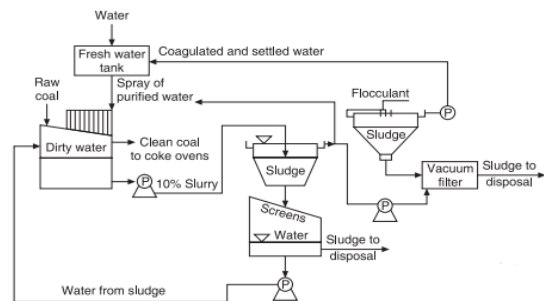 Water
Fresh water
tank
Coagulated and settled water
Raw
coal
Spray of
purified water
Flocculant
P
Sludge
Dirty water
Clean coal
to coke ovens
P
10% Slurry
Sludge
Vacuum
filter
Sludge to
disposal
P
Screens
Water
Sludge to
disposal
Water from sludge
P